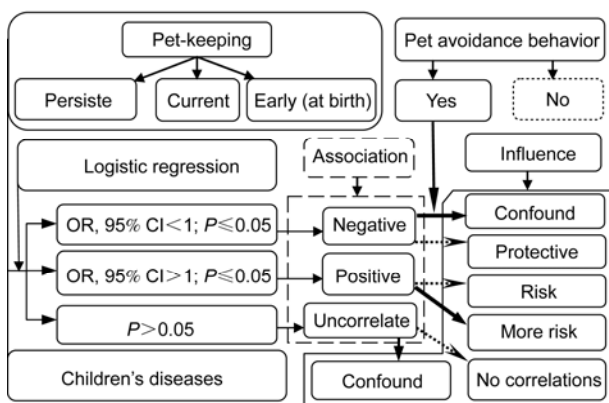 Pet-keeping
Persiste
Current
Early (at birth)
Pet avoidance behavior
Yes
No
Logistic regression
Association
Influence
OR, 95% CI<1; P≤0.05
Negative
Confound
Protective
OR, 95% CI>1; P≤0.05
Positive
Risk
P>0.05
Uncorrelate
More risk
Children's diseases
Confound
No correlations